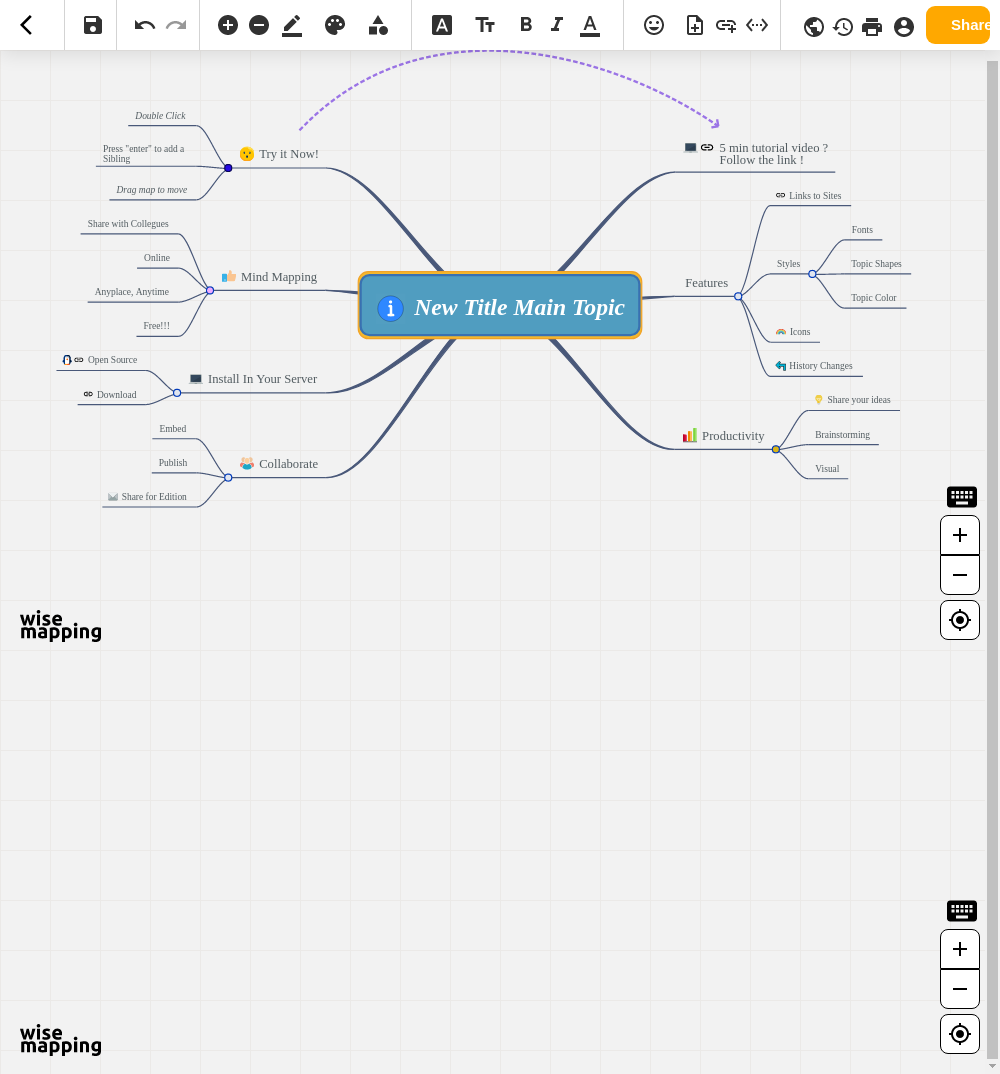 Share
Double Click
Press "enter" to add a
Sibling
Drag map to move
Try it Now!
Share with Collegues
Online
Anyplace, Anytime
Free!!!
Mind Mapping
Open Source
Download
Install In Your Server
Embed
Publish
Share for Edition
Collaborate
New Title Main Topic
5 min tutorial video ?
Follow the link !
Features
Links to Sites
Styles
Fonts
Topic Shapes
Topic Color
Icons
History Changes
Productivity
Share your ideas
Brainstorming
Visual
wise
mapping
wise
mapping